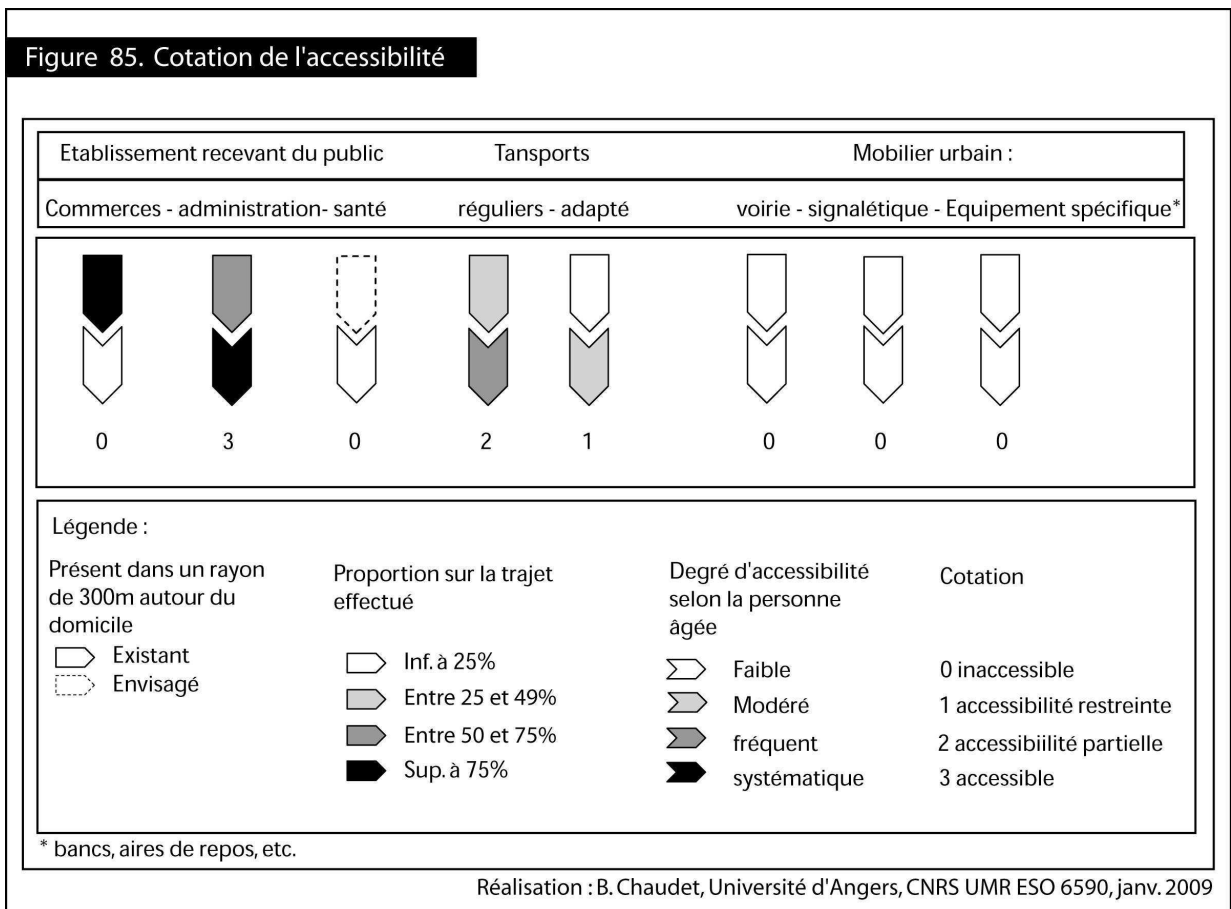 Figure 85. Cotation de l'accessibilité
Etablissement recevant du public Tansports Mobilier urbain :
Commerces - administration- santé réguliers - adapté voirie - signalétique - Equipement spécifique*
0 3 0 2 1 0 0 0
Légende :
Présent dans un rayon
de 300m autour du
domicile
Existant
Envisagé
Proportion sur la trajet
effectué
Inf. à 25%
Entre 25 et 49%
Entre 50 et 75%
Sup. à 75%
Degré d'accessibilité
selon la personne
âgée
Faible
Modéré
fréquent
systématique
Cotation
0 inaccessible
1 accessibilité restreinte
2 accessibiilité partielle
3 accessible
* bancs, aires de repos, etc.
Réalisation : B. Chaudet, Université d'Angers, CNRS UMR ESO 6590, janv. 2009